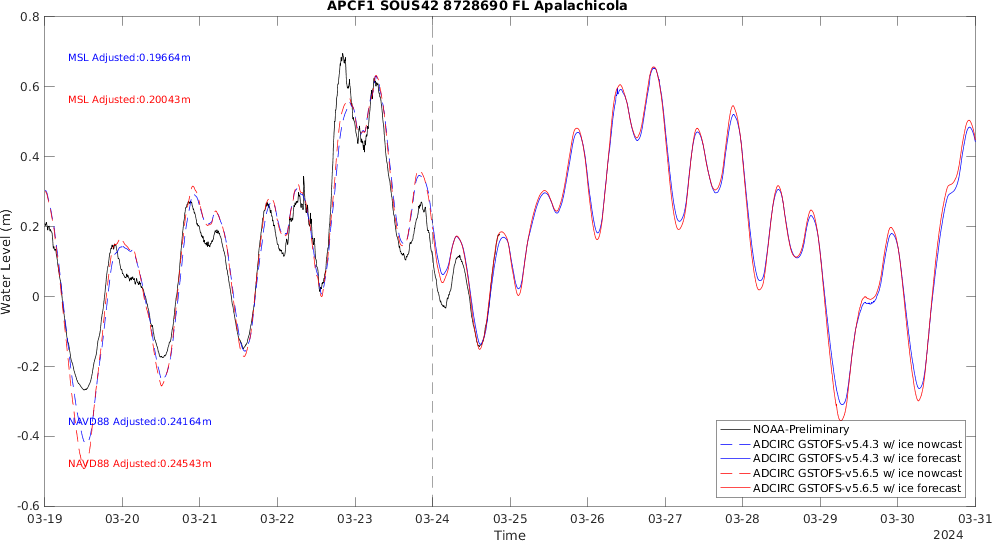 APCF1 SOUS42 8728690 FL Apalachicola
0.8
0.6
0.4
0.2
0
-0.2
-0.4
-0.6
Water Level (m)
MSL Adjusted:0.19664m
MSL Adjusted:0.20043m
NAVD88 Adjusted:0.24164m
NAVD88 Adjusted:0.24543m
NOAA-Preliminary
ADCIRC GSTOFS-v5.4.3 w/ ice nowcast
ADCIRC GSTOFS-v5.4.3 w/ ice forecast
ADCIRC GSTOFS-v5.6.5 w/ ice nowcast
ADCIRC GSTOFS-v5.6.5 w/ ice forecast
03-19 03-20 03-21 03-22 03-23 03-24 03-25 03-26 03-27 03-28 03-29 03-30 03-31
Time
2024